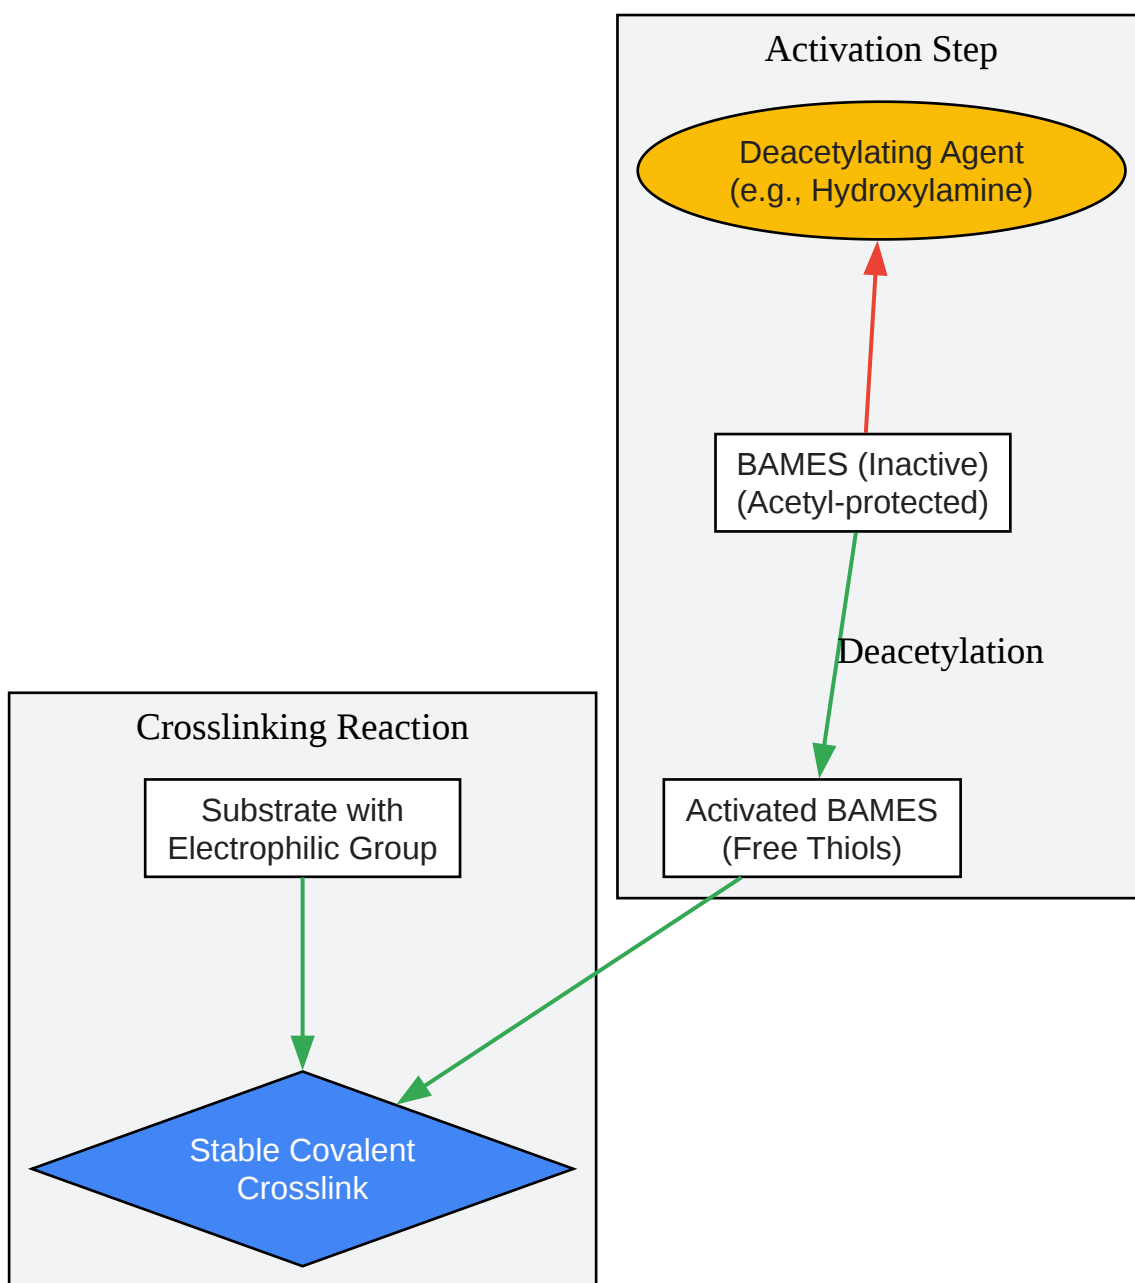 Activation Step
Deacetylating Agent
(e.g., Hydroxylamine)
BAMES (Inactive)
(Acetyl-protected)
Deacetylation
Activated BAMES
(Free Thiols)
Crosslinking Reaction
Substrate with
Electrophilic Group
Stable Covalent
Crosslink